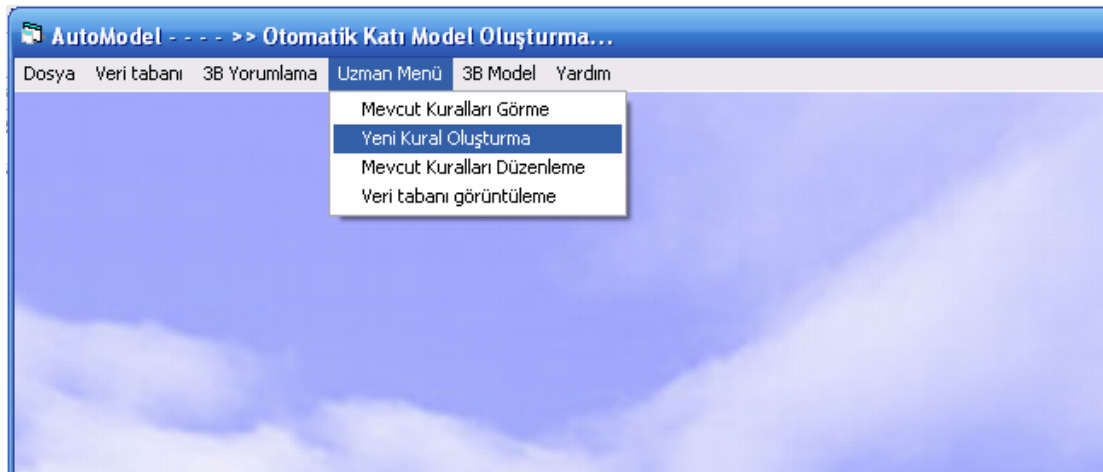 AutoModel - - - - >> Otomatik Katı Model Oluşturma...
Dosya Veri tabanı 3B Yorumlama Uzman Menü 3B Model Yardım
Mevcut Kuralları Görme
Yeni Kural Oluşturma
Mevcut Kuralları Düzenleme
Veri tabanı görüntüleme